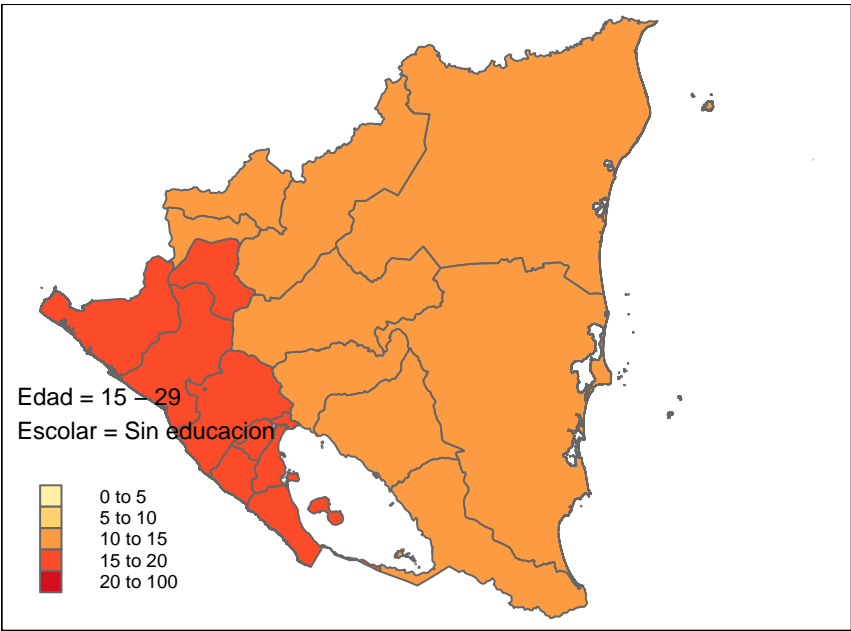 Edad = 15 – 29
Escolar = Sin educacion
0 to 5
5 to 10
10 to 15
15 to 20
20 to 100